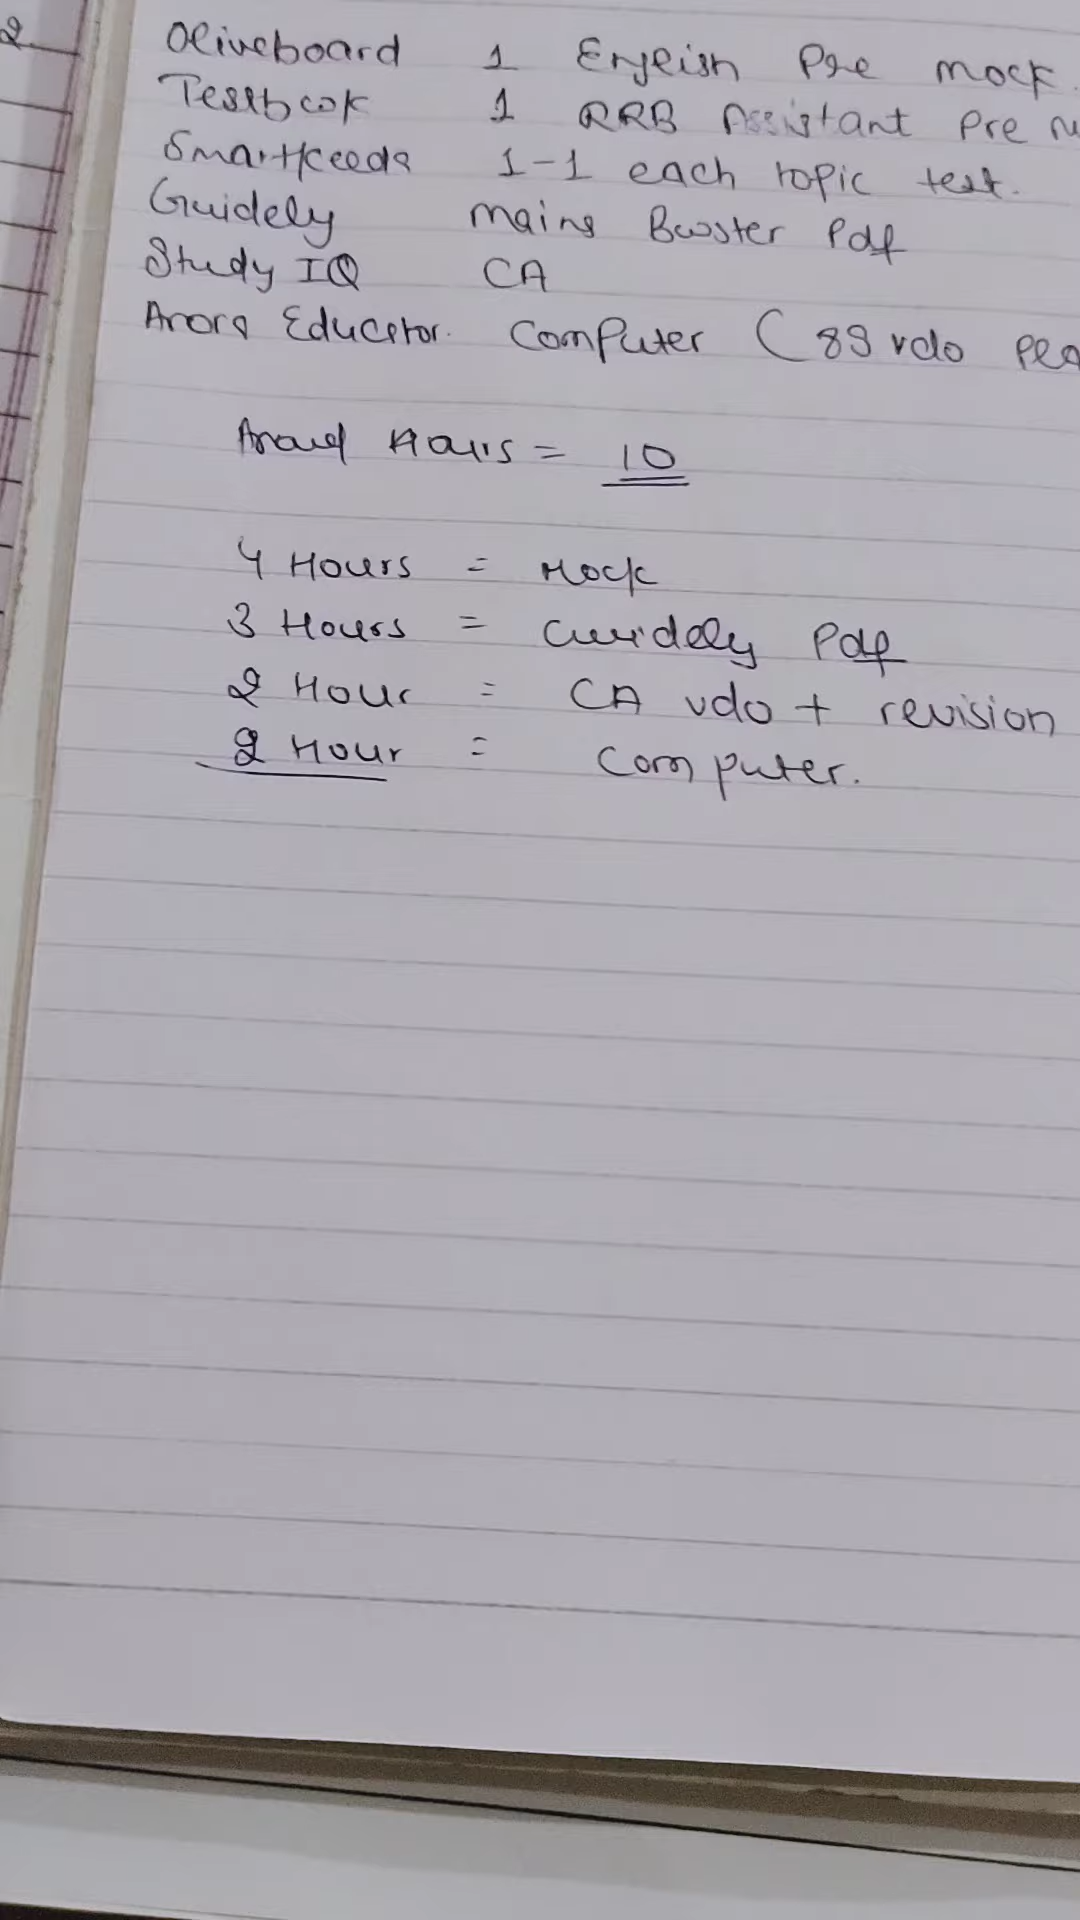 2.
Oliveboard 1 English Pre mock.
Testbook 1 RRB Assistant Pre
Smartkeeda 1-1 each topic test.
Guidely mains Booster Pdf
Study IQ CA
Arora Educator. Computer ( 89 vdo
Hours = 10
4 Hours = Mock
3 Hours = Guidely Pdf
2 Hour = CA vdo + revision
2 Hour = Computer.